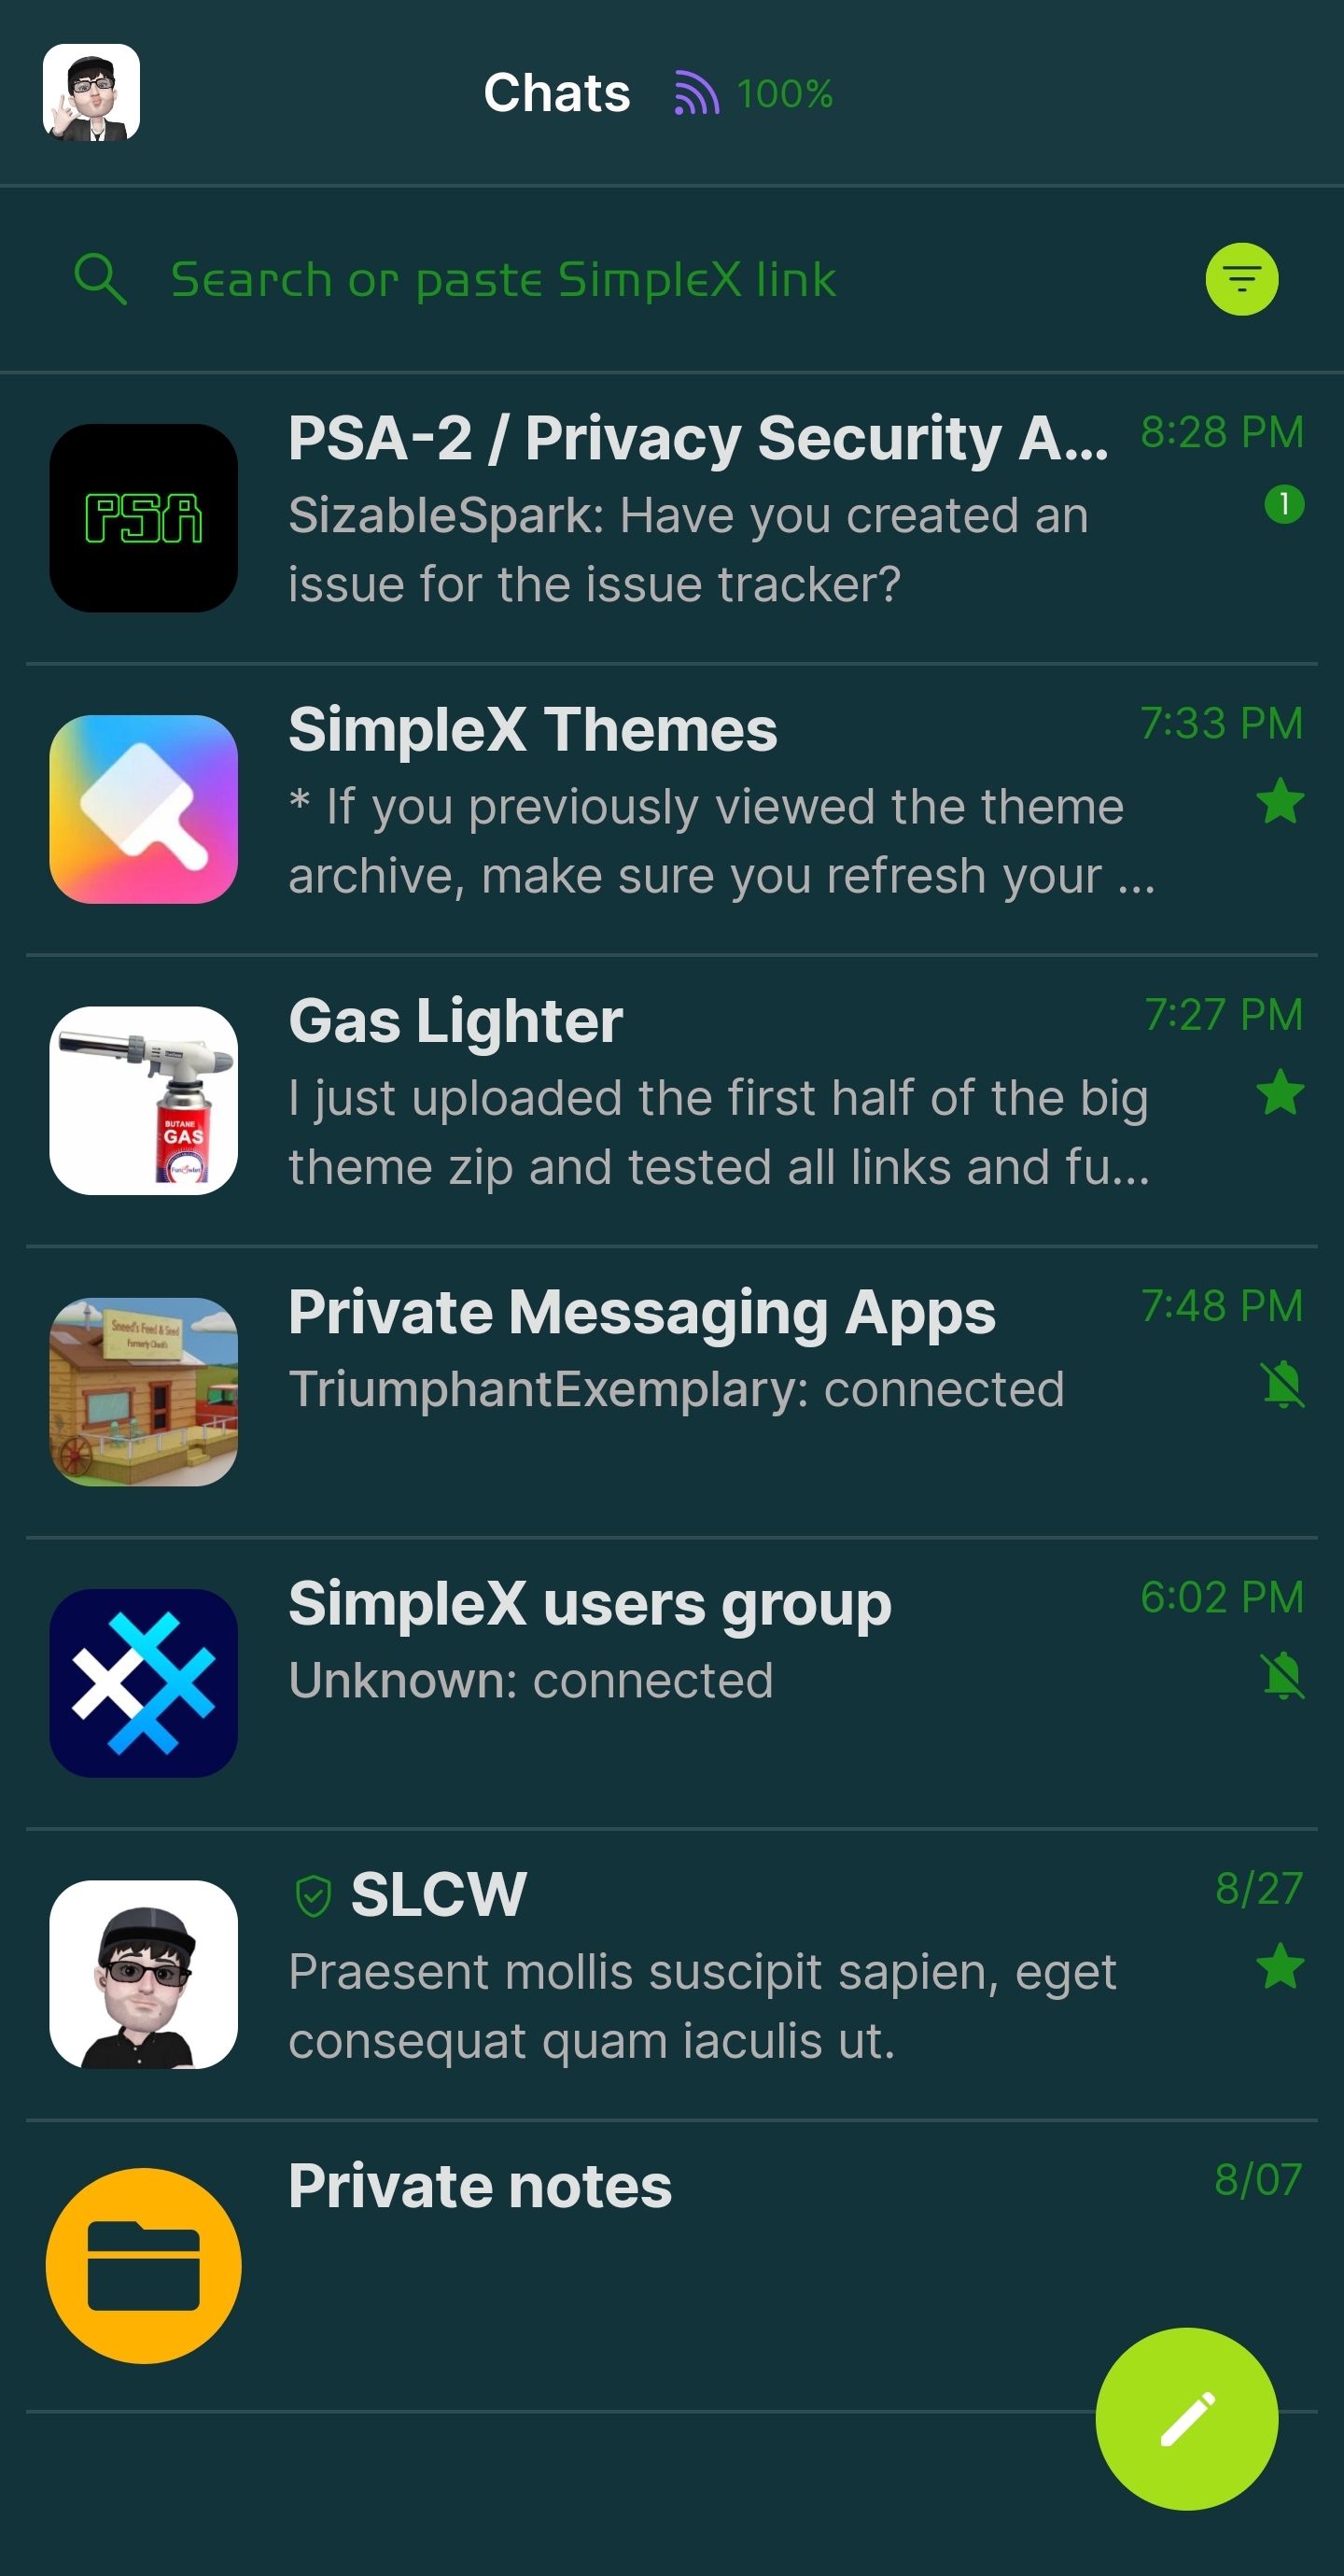 Chats 100%
Search or paste SimpleX link
PSA
PSA-2 / Privacy Security A... 8:28 PM
SizableSpark: Have you created an 1
issue for the issue tracker?
SimpleX Themes 7:33 PM
* If you previously viewed the theme
archive, make sure you refresh your ...
Gas Lighter 7:27 PM
I just uploaded the first half of the big
theme zip and tested all links and fu...
BUTANE
GAS
Private Messaging Apps 7:48 PM
Sneed's Feed & Seed
Formerly Chuck's
TriumphantExemplary: connected
SimpleX users group 6:02 PM
Unknown: connected
SLCW 8/27
Praesent mollis suscipit sapien, eget
consequat quam iaculis ut.
Private notes 8/07